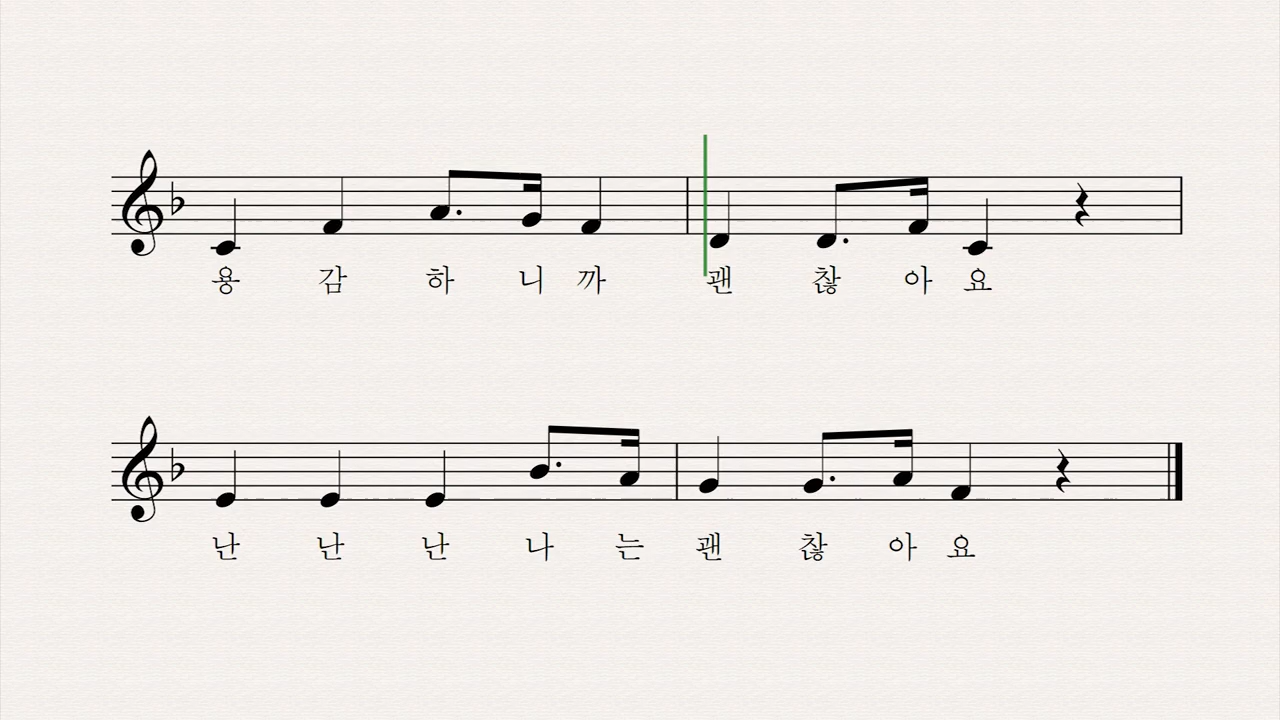 용 감 하 니 까 괜 찮 아 요
난 난 난 나 는 괜 찮 아 요